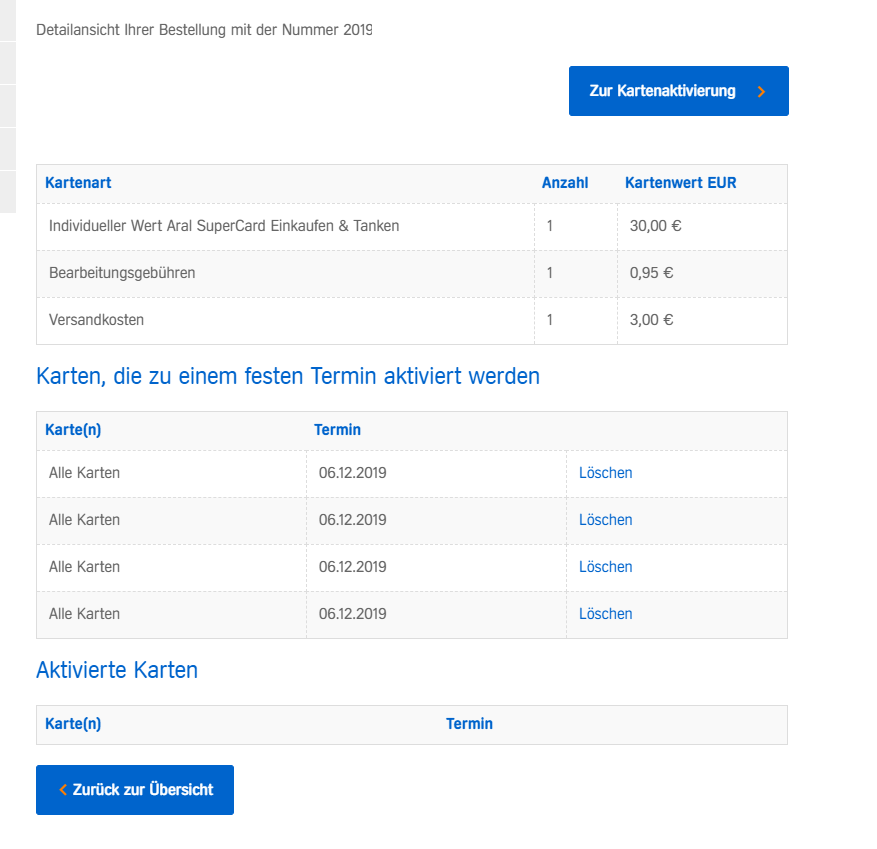 Detailansicht Ihrer Bestellung mit der Nummer 2019
Zur Kartenaktivierung
Kartenart Anzahl Kartenwert EUR
Individueller Wert Aral SuperCard Einkaufen & Tanken 1 30,00 €
Bearbeitungsgebühren 1 0,95 €
Versandkosten 1 3,00 €
Karten, die zu einem festen Termin aktiviert werden
Karte(n) Termin
Alle Karten 06.12.2019 Löschen
Alle Karten 06.12.2019 Löschen
Alle Karten 06.12.2019 Löschen
Alle Karten 06.12.2019 Löschen
Aktivierte Karten
Karte(n) Termin
Zurück zur Übersicht